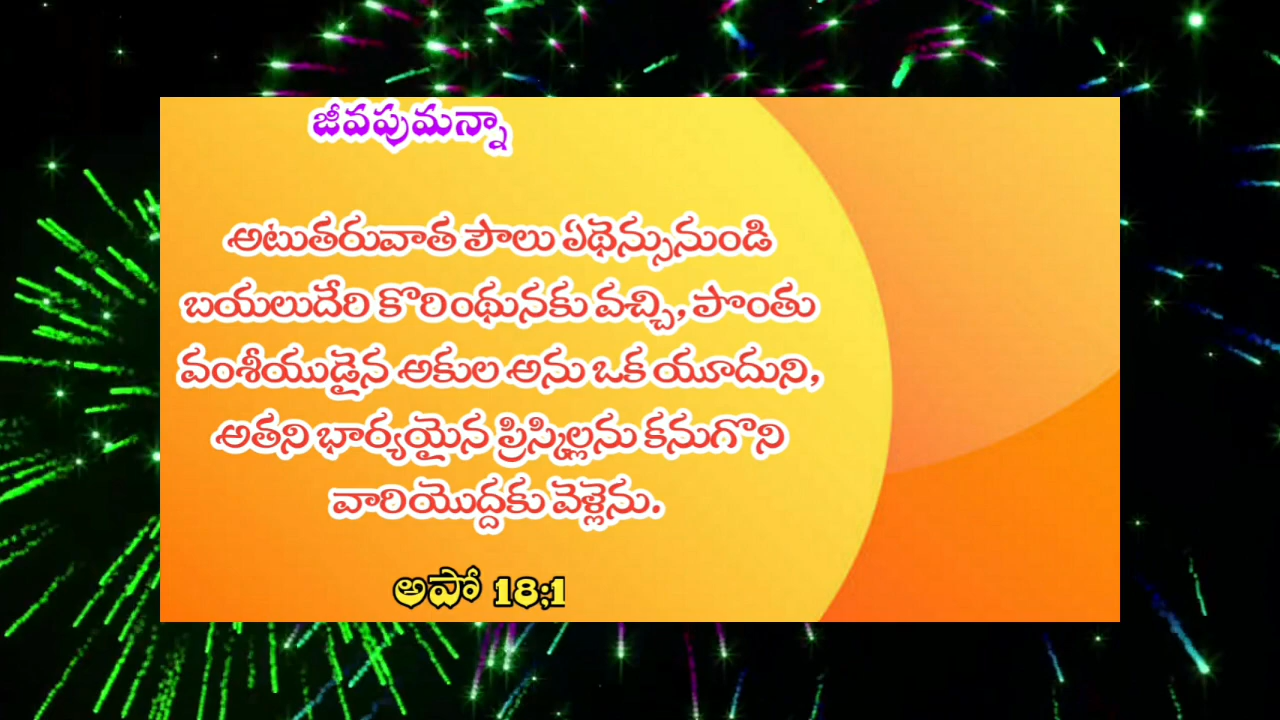 జీవపుమన్నా
అటుతరువాత పౌలు ఏథెన్సునుండి
బయలుదేరి కొరింథునకు వచ్చి, పొంతు
వంశీయుడైన అకుల అను ఒక యూదుని,
అతని భార్యయైన ప్రిస్కిల్లను కనుగొని
వారియొద్దకు వెళ్లెను.
అపో 18:1